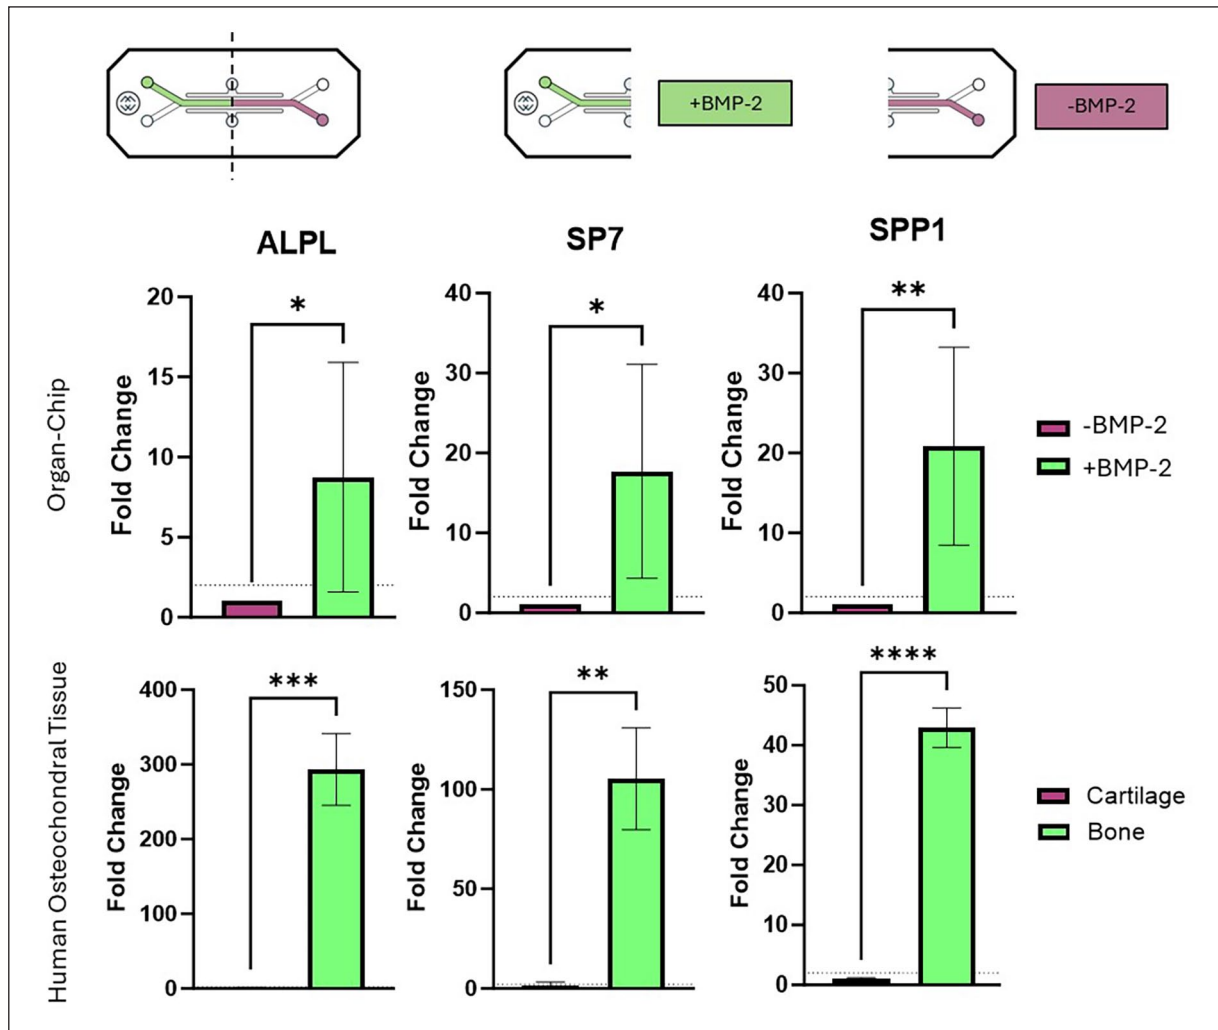 +BMP-2
-BMP-2
ALPL
SP7
SPP1
Organ-Chip
Fold Change
20
15
10
5
0
*
Fold Change
40
30
20
10
0
*
Fold Change
40
30
20
10
0
**
-BMP-2
+BMP-2
Human Osteochondral Tissue
Fold Change
400
300
200
100
0
***
Fold Change
150
100
50
0
**
Fold Change
50
40
30
20
10
0
****
Cartilage
Bone